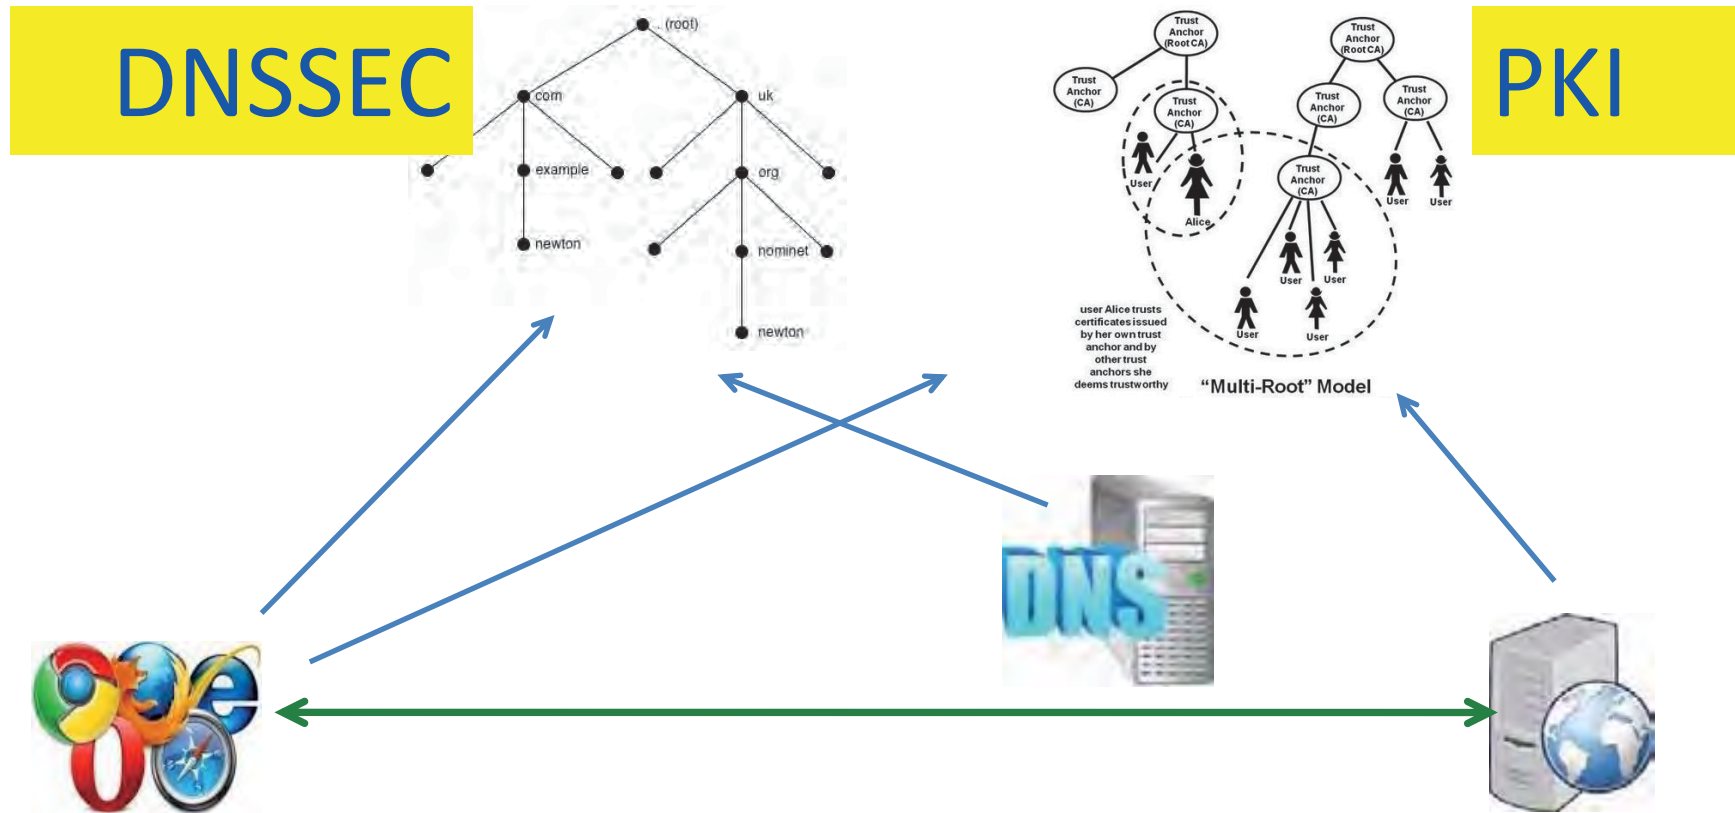 DNSSEC
. (root)
com
uk
example
org
newton
nominet
newton
Trust
Anchor
(Root CA)
Trust
Anchor
(Root CA)
Trust
Anchor
(CA)
Trust
Anchor
(CA)
Trust
Anchor
(CA)
Trust
Anchor
(CA)
User
Alice
Trust
Anchor
(CA)
User
User
User
User
User
User
user Alice trusts
certificates issued
by her own trust
anchor and by
other trust
anchors she
deems trustworthy
“Multi-Root” Model
PKI
DNS